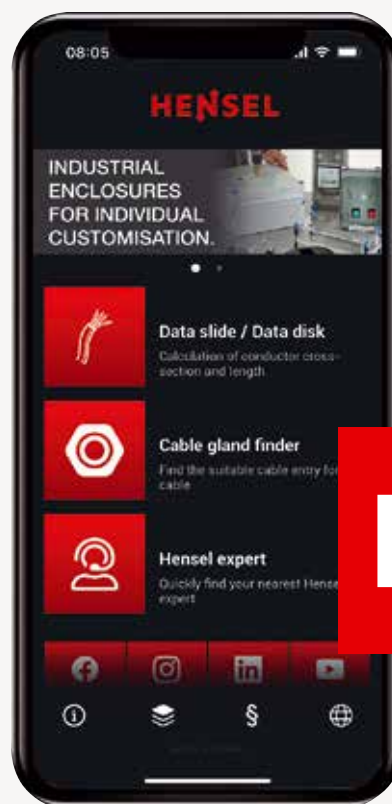 08:05
HENSEL
INDUSTRIAL
ENCLOSURES
FOR INDIVIDUAL
CUSTOMISATION.
Data slide / Data disk
Calculation of conductor cross-
section and length
Cable gland finder
Find the suitable cable entry for
cable
Hensel expert
Quickly find your nearest Hensel
expert
in
§